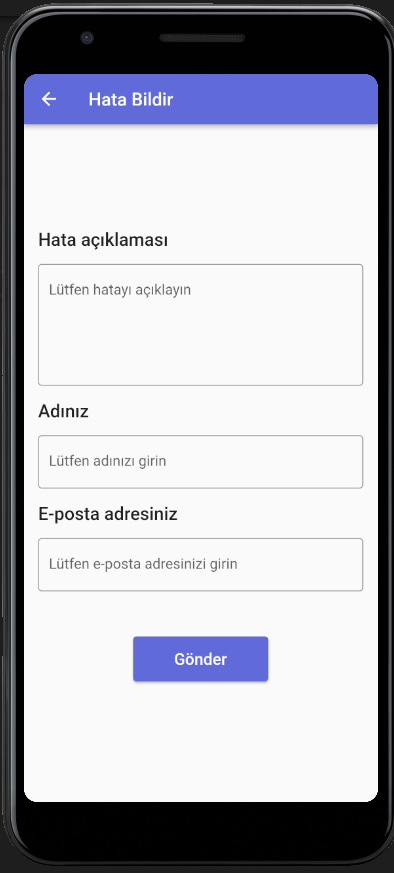 Hata Bildir
Hata açıklaması
Lütfen hatayı açıklayın
Adınız
Lütfen adınızı girin
E-posta adresiniz
Lütfen e-posta adresinizi girin
Gönder